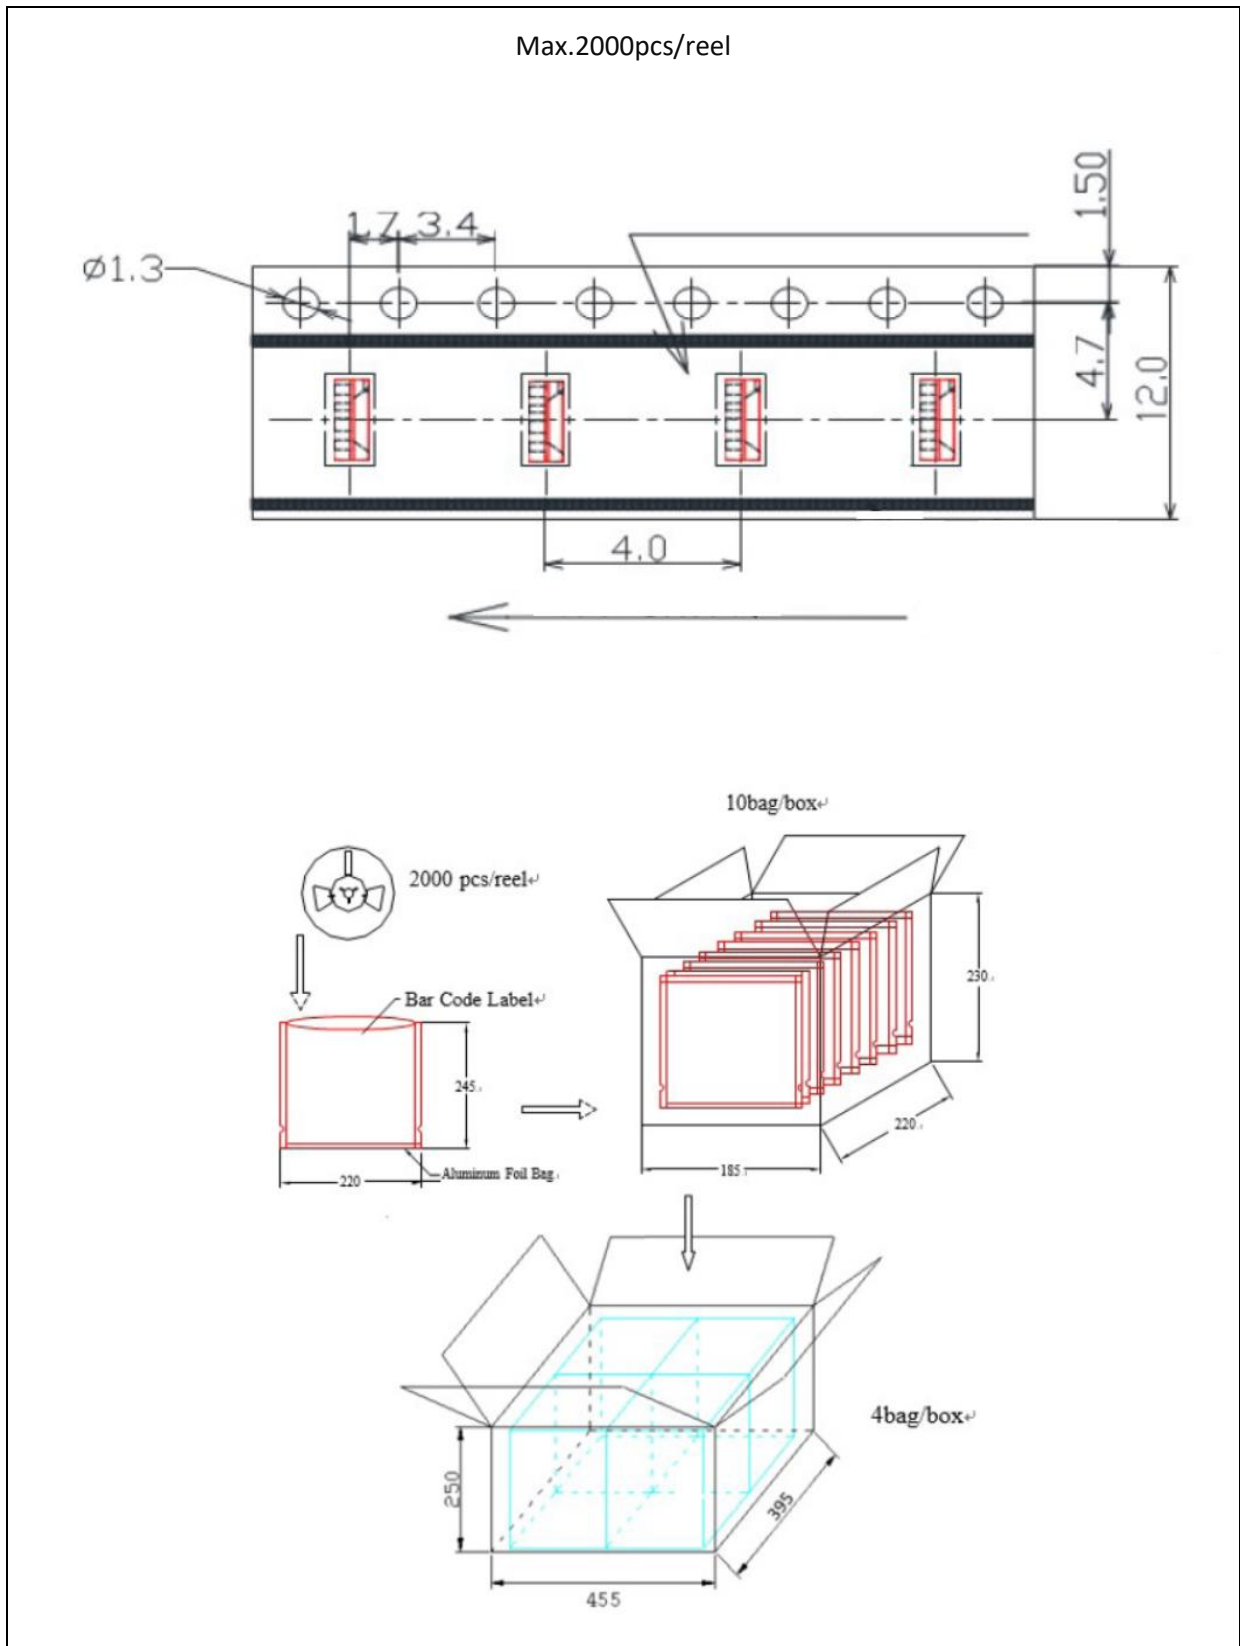 Max.2000pcs/reel
1.50
1.7 3.4
Ø1.3
4.7
12.0
4.0
10bag/box↵
2000 pcs/reel↵
Bar Code Label↵
230
245
220
Aluminum Foil Bag
220
185
4bag/box↵
250
395
455